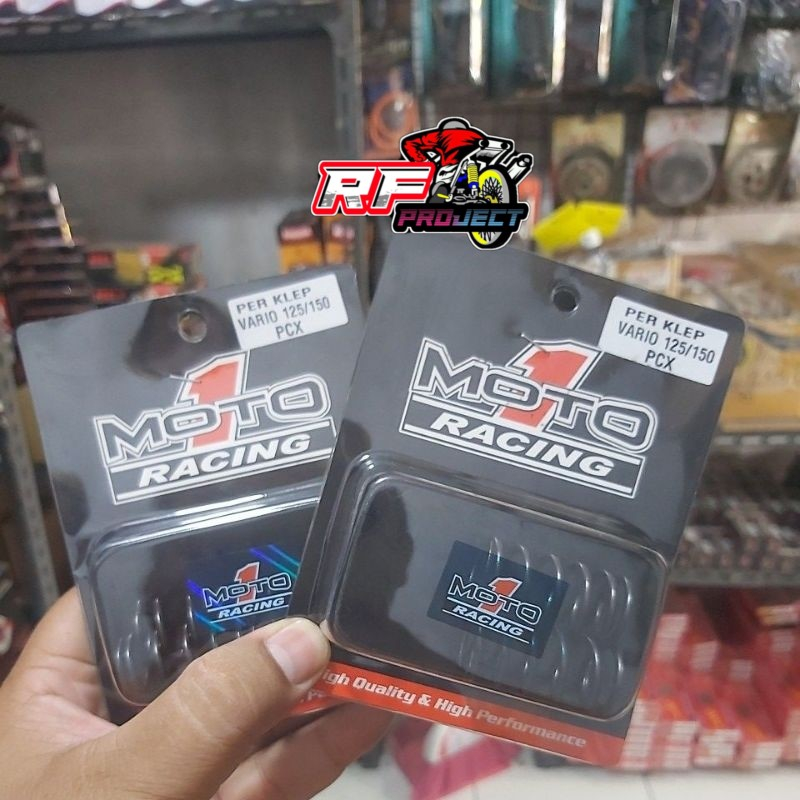 RF
PROJECT
PER KLEP
VARIO 125/150
PCX
MOTO 1
RACING
MOTO 1
RACING
PER KLEP
VARIO 125/150
PCX
MOTO 1
RACING
MOTO 1
RACING
High Quality & High Performance